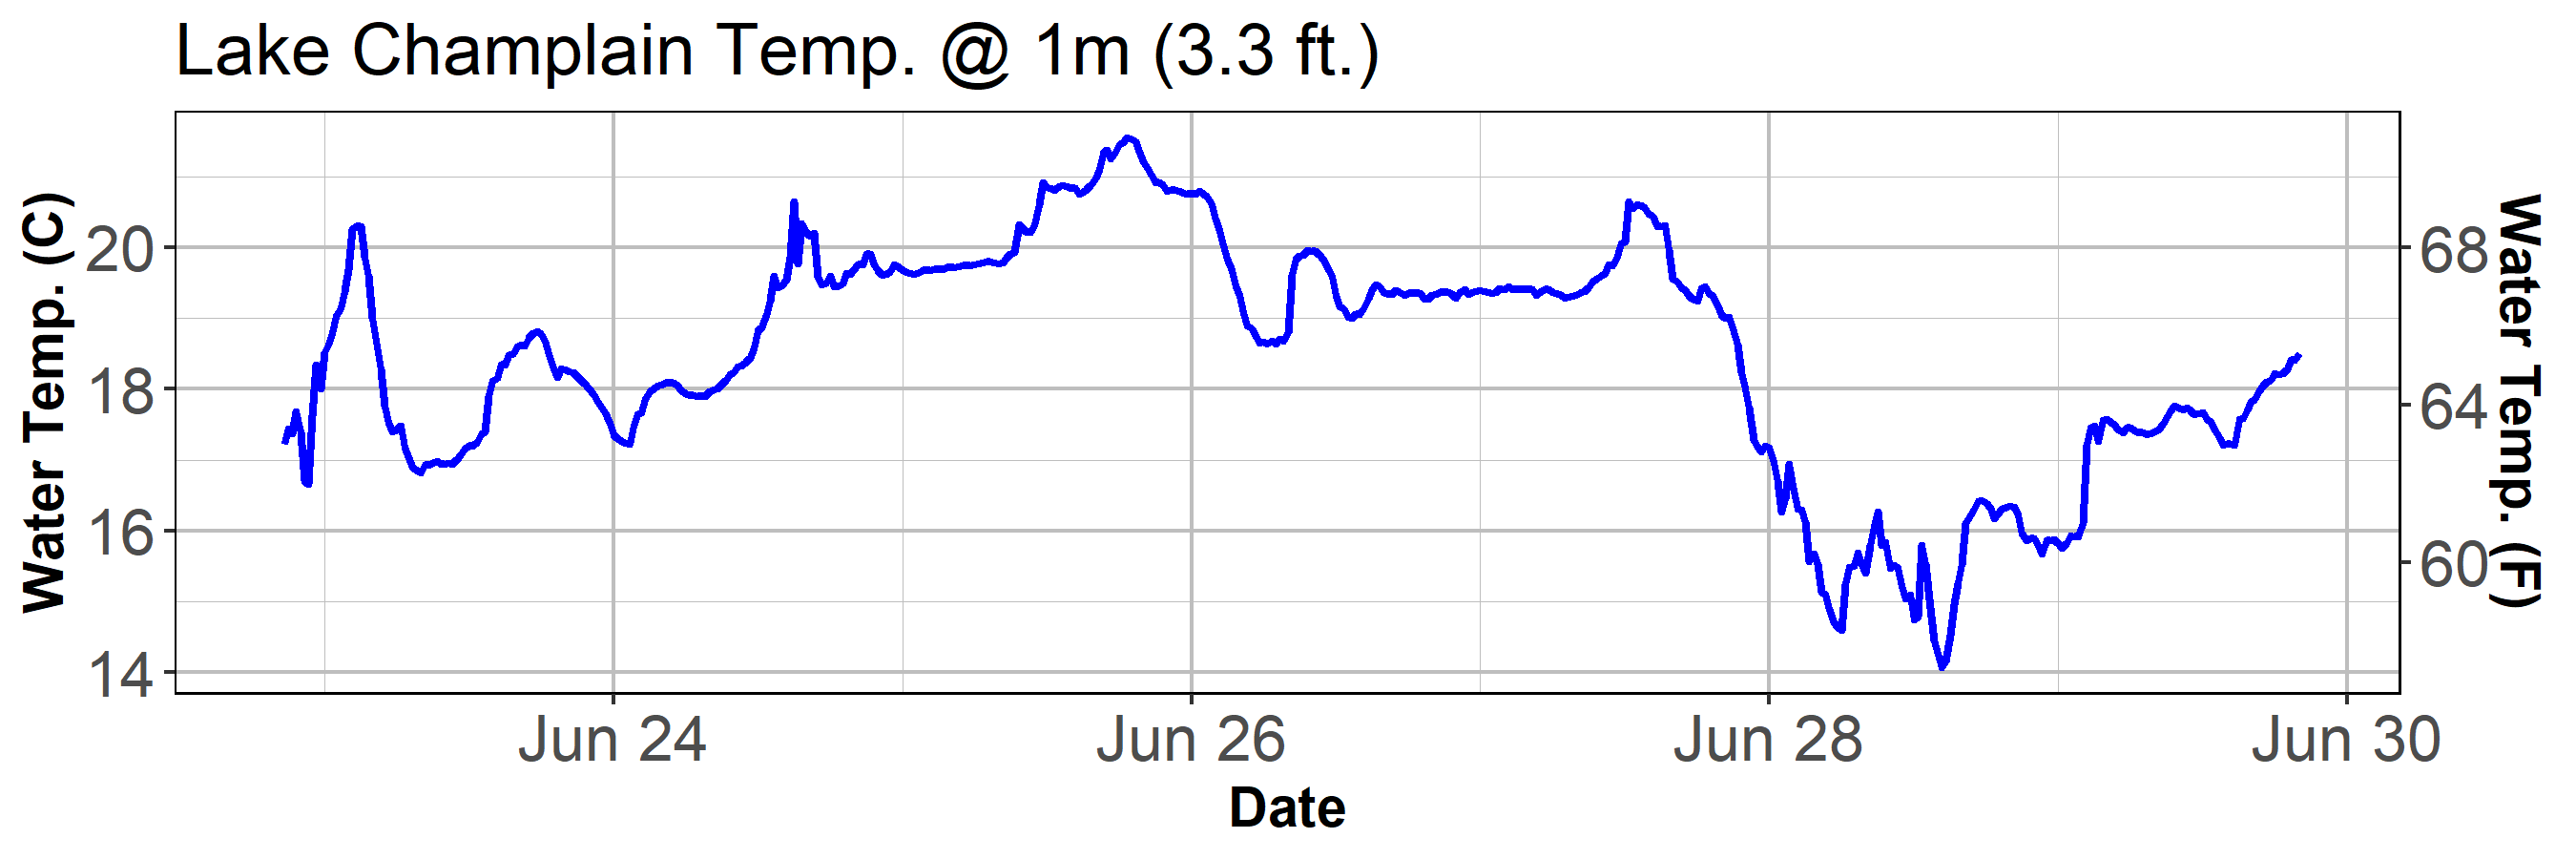 Lake Champlain Temp. @ 1m (3.3 ft.)
Water Temp. (C)
20
18
16
14
68
64
60
Water Temp. (F)
Jun 24
Jun 26
Jun 28
Jun 30
Date